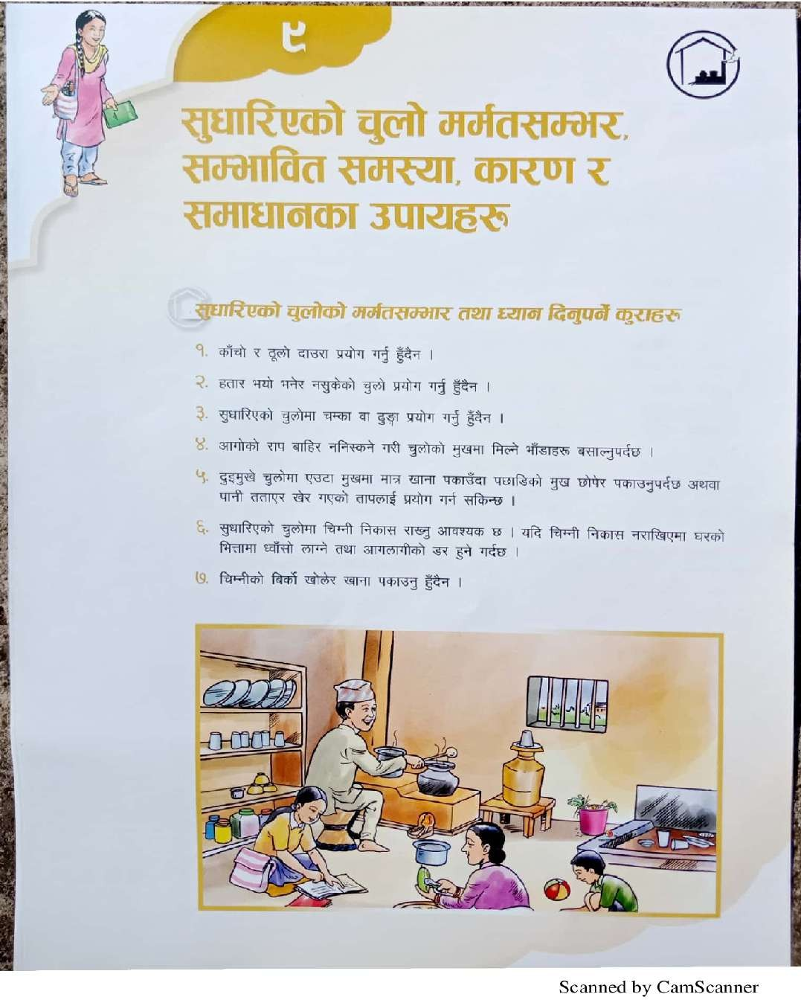 ९
सुधारिएको चुलो मर्मतसम्भर,
सम्भावित समस्या, कारण र
समाधानका उपायहरू
सुधारिएको चुलोको मर्मतसम्भार तथा ध्यान दिनुपर्ने कुराहरू
१. काँचो र ठूलो दाउरा प्रयोग गर्नु हुँदैन ।
२. हतार भयो भनेर नसुकेको चुलो प्रयोग गर्नु हुँदैन ।
३. सुधारिएको चुलोमा चम्का वा ढुङ्गा प्रयोग गर्नु हुँदैन ।
४. आगोको राप बाहिर ननिस्कने गरी चुलोको मुखमा मिल्ने भाँडाहरू बसाल्नुपर्दछ ।
५. दुइमुखे चुलोमा एउटा मुखमा मात्र खाना पकाउँदा पछाडिको मुख छोपेर पकाउनुपर्दछ अथवा
पानी तताएर खेर गएको तापलाई प्रयोग गर्न सकिन्छ ।
६. सुधारिएको चुलोमा चिम्नी निकास राख्नु आवश्यक छ । यदि चिम्नी निकास नराखिएमा घरको
भित्तामा ध्वाँसो लाग्ने तथा आगलागीको डर हुने गर्दछ ।
७. चिम्नीको बिर्को खोलेर खाना पकाउनु हुँदैन ।
Scanned by CamScanner